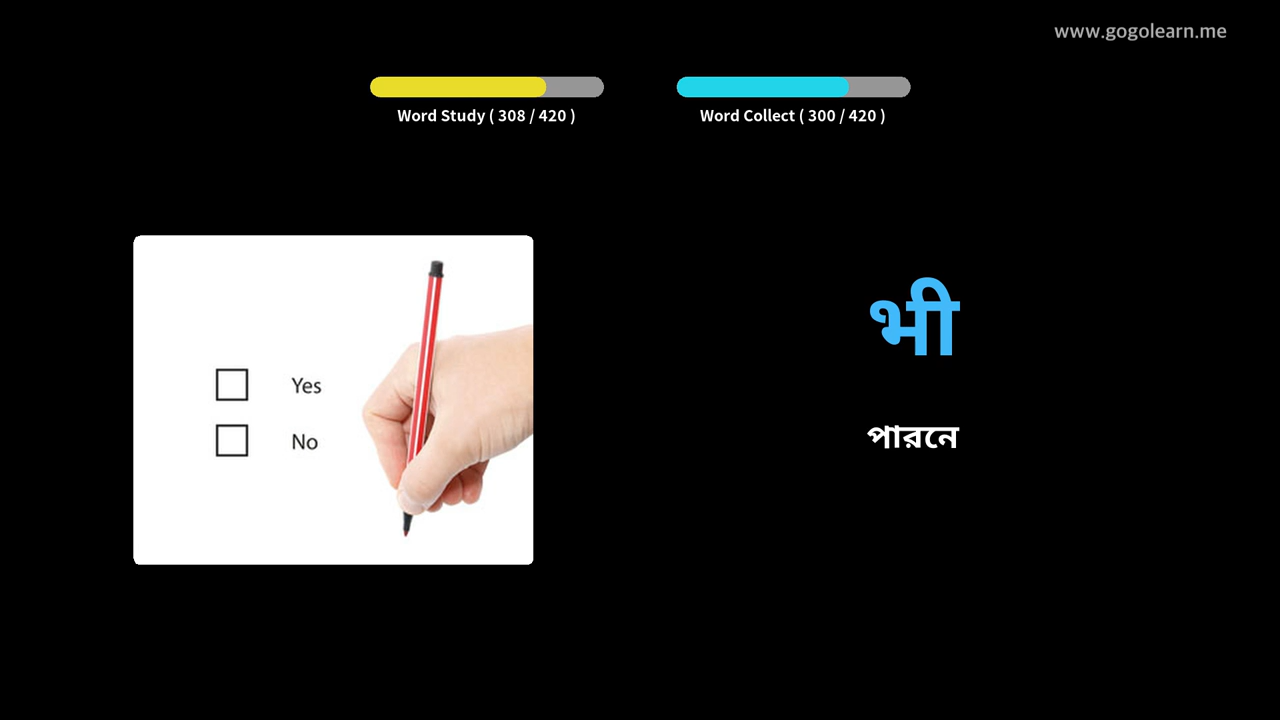 www.gogolearn.me
Word Study ( 308 / 420 )
Word Collect ( 300 / 420 )
भी
Yes
No
পারনে